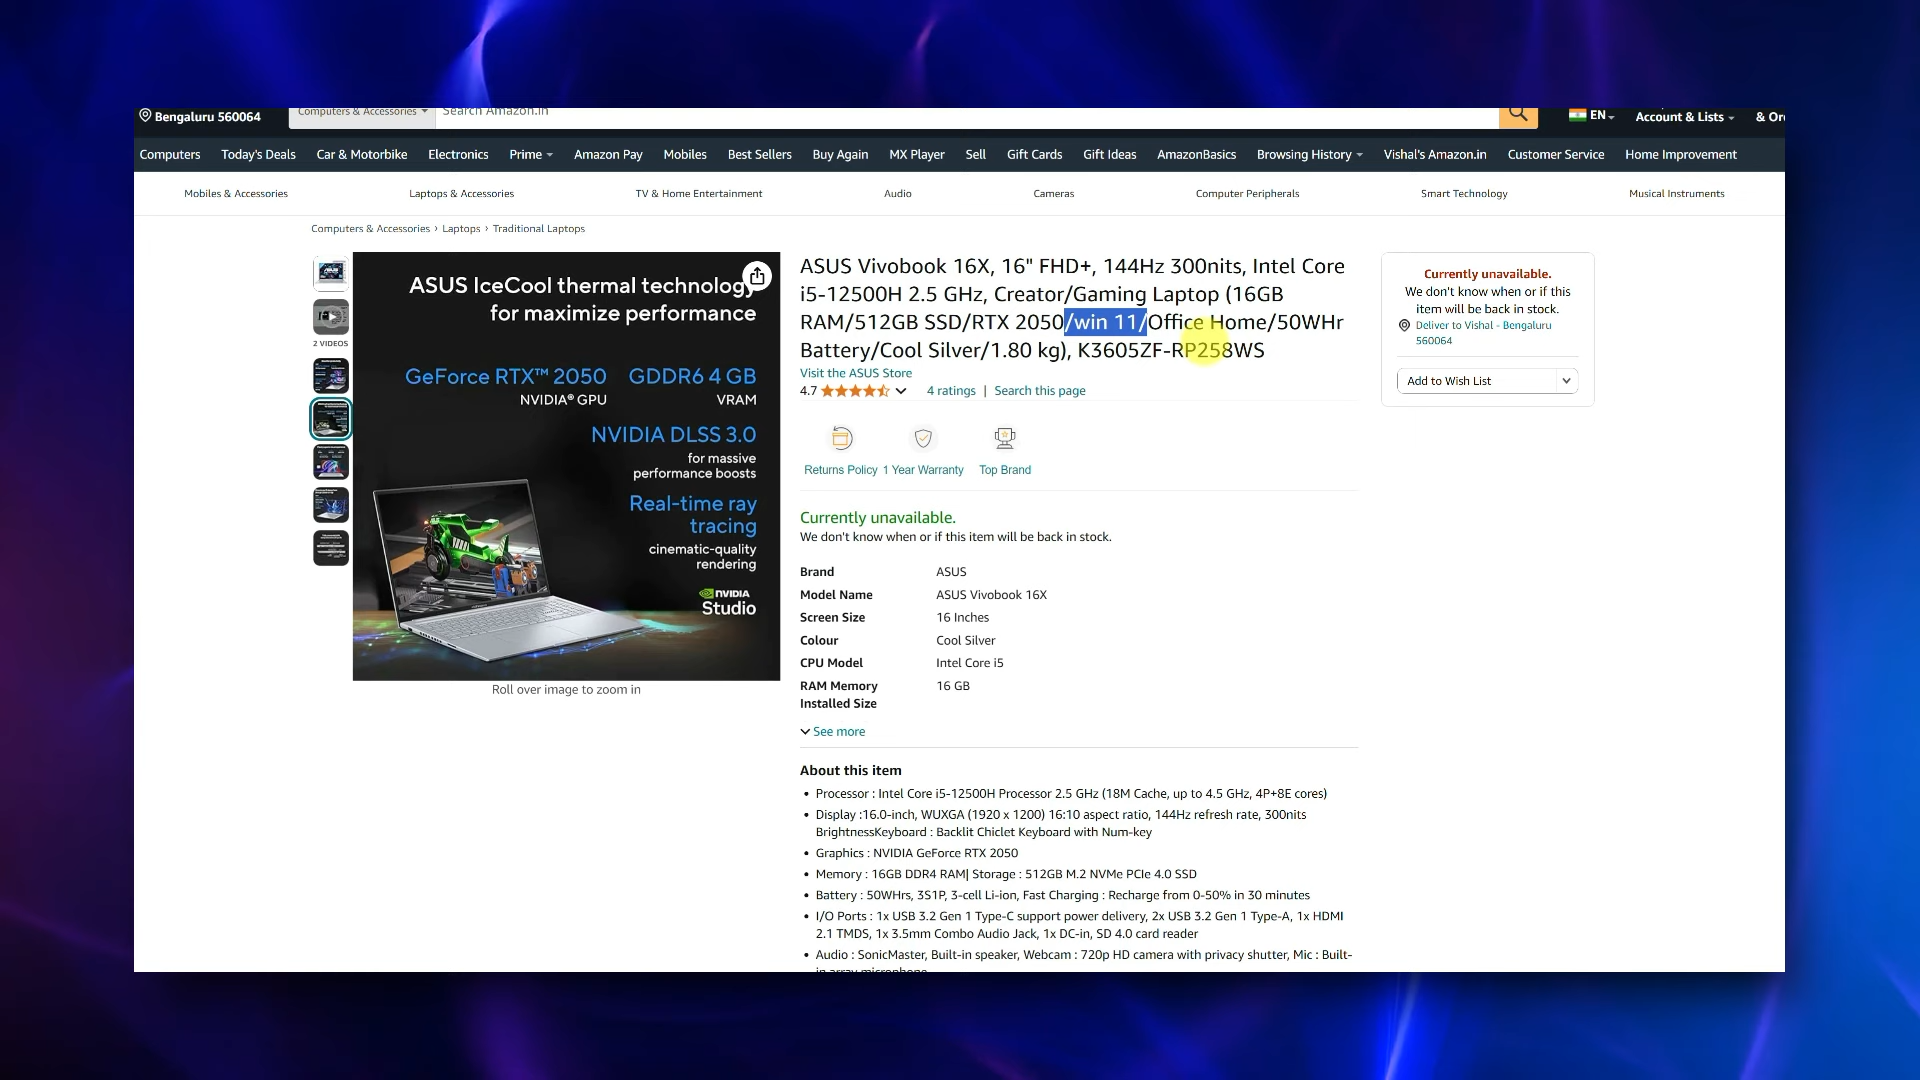 Bengaluru 560064
Computers & Accessories
Search Amazon.in
EN
Account & Lists
& Or
Computers
Today's Deals
Car & Motorbike
Electronics
Prime
Amazon Pay
Mobiles
Best Sellers
Buy Again
MX Player
Sell
Gift Cards
Gift Ideas
AmazonBasics
Browsing History
Vishal's Amazon.in
Customer Service
Home Improvement
Mobiles & Accessories
Laptops & Accessories
TV & Home Entertainment
Audio
Cameras
Computer Peripherals
Smart Technology
Musical Instruments
Computers & Accessories › Laptops › Traditional Laptops
2 VIDEOS
ASUS IceCool thermal technology
for maximize performance
GeForce RTX™ 2050
NVIDIA® GPU
GDDR6 4 GB
VRAM
NVIDIA DLSS 3.0
for massive
performance boosts
Real-time ray
tracing
cinematic-quality
rendering
NVIDIA
Studio
Roll over image to zoom in
ASUS Vivobook 16X, 16" FHD+, 144Hz 300nits, Intel Core
i5-12500H 2.5 GHz, Creator/Gaming Laptop (16GB
RAM/512GB SSD/RTX 2050/win 11/Office Home/50WHr
Battery/Cool Silver/1.80 kg), K3605ZF-RP258WS
Visit the ASUS Store
4.7
4 ratings | Search this page
Returns Policy
1 Year Warranty
Top Brand
Currently unavailable.
We don't know when or if this item will be back in stock.
Brand ASUS
Model Name ASUS Vivobook 16X
Screen Size 16 Inches
Colour Cool Silver
CPU Model Intel Core i5
RAM Memory 16 GB
Installed Size
See more
About this item
• Processor : Intel Core i5-12500H Processor 2.5 GHz (18M Cache, up to 4.5 GHz, 4P+8E cores)
• Display :16.0-inch, WUXGA (1920 x 1200) 16:10 aspect ratio, 144Hz refresh rate, 300nits
BrightnessKeyboard : Backlit Chiclet Keyboard with Num-key
• Graphics : NVIDIA GeForce RTX 2050
• Memory : 16GB DDR4 RAM| Storage : 512GB M.2 NVMe PCIe 4.0 SSD
• Battery : 50WHrs, 3S1P, 3-cell Li-ion, Fast Charging : Recharge from 0-50% in 30 minutes
• I/O Ports : 1x USB 3.2 Gen 1 Type-C support power delivery, 2x USB 3.2 Gen 1 Type-A, 1x HDMI
2.1 TMDS, 1x 3.5mm Combo Audio Jack, 1x DC-in, SD 4.0 card reader
• Audio : SonicMaster, Built-in speaker, Webcam : 720p HD camera with privacy shutter, Mic : Built-
in array microphone
Currently unavailable.
We don't know when or if this
item will be back in stock.
Deliver to Vishal - Bengaluru
560064
Add to Wish List